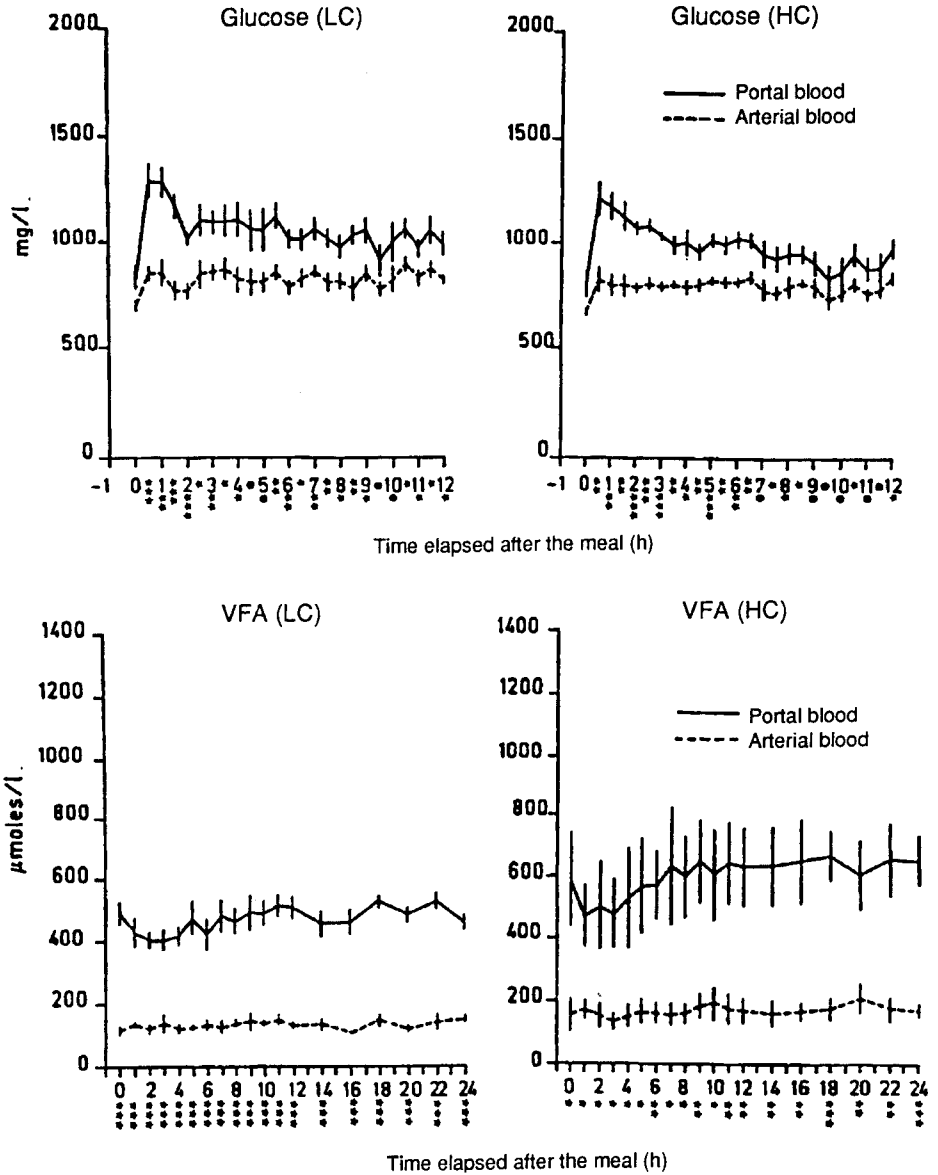 Glucose (LC)
2000
1500
1000
500
0
mg/l.
-1 0 1 2 3 4 5 6 7 8 9 10 11 12
Glucose (HC)
2000
1500
1000
500
0
Portal blood
Arterial blood
-1 0 1 2 3 4 5 6 7 8 9 10 11 12
Time elapsed after the meal (h)
VFA (LC)
1400
1200
1000
800
600
400
200
0
µmoles/l.
0 2 4 6 8 10 12 14 16 18 20 22 24
VFA (HC)
1400
1200
1000
800
600
400
200
0
Portal blood
Arterial blood
0 2 4 6 8 10 12 14 16 18 20 22 24
Time elapsed after the meal (h)